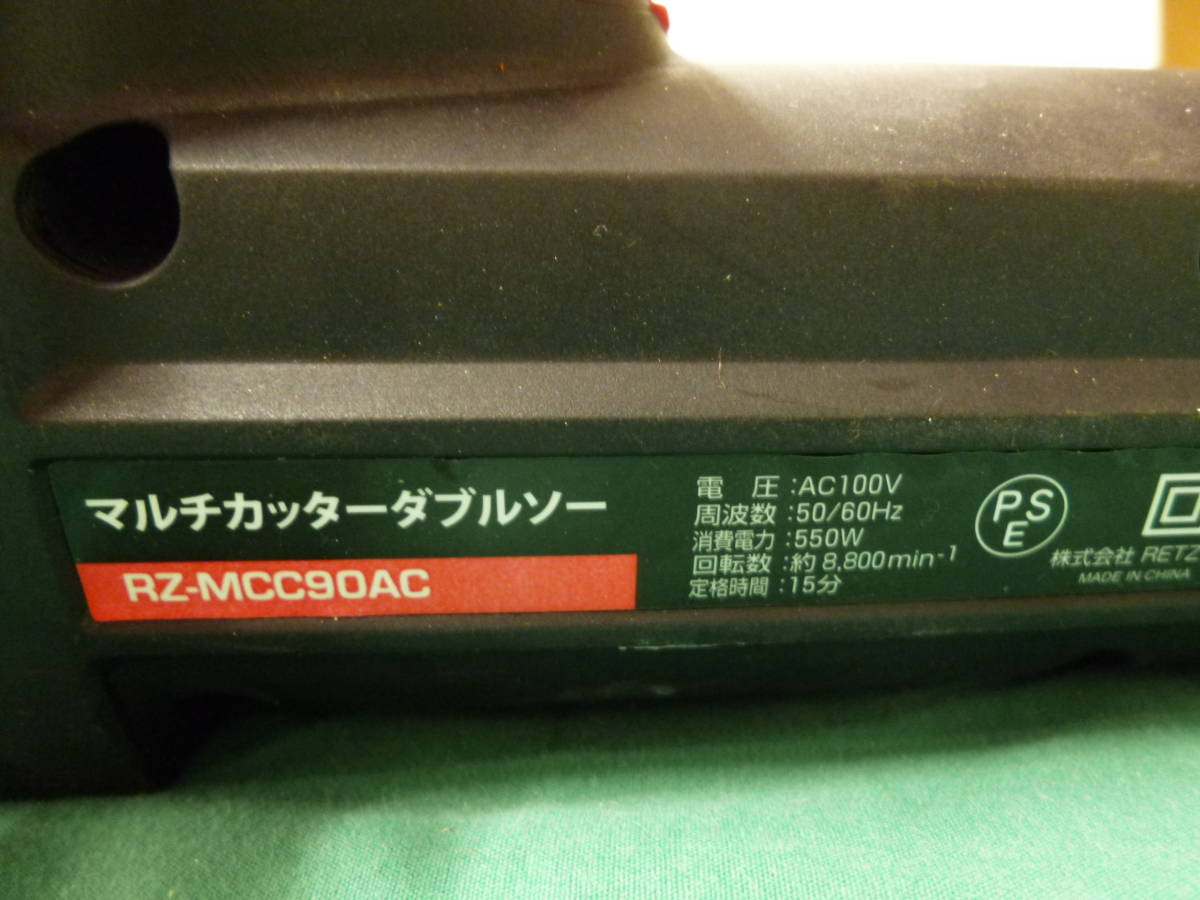 マルチカッターダブルソー
RZ-MCC90AC
電 圧 : AC100V
周波数 : 50/60Hz
消費電力 : 550W
回転数 : 約 8,800min⁻¹
定格時間 : 15分
PSE
株式会社 RETZ
MADE IN CHINA